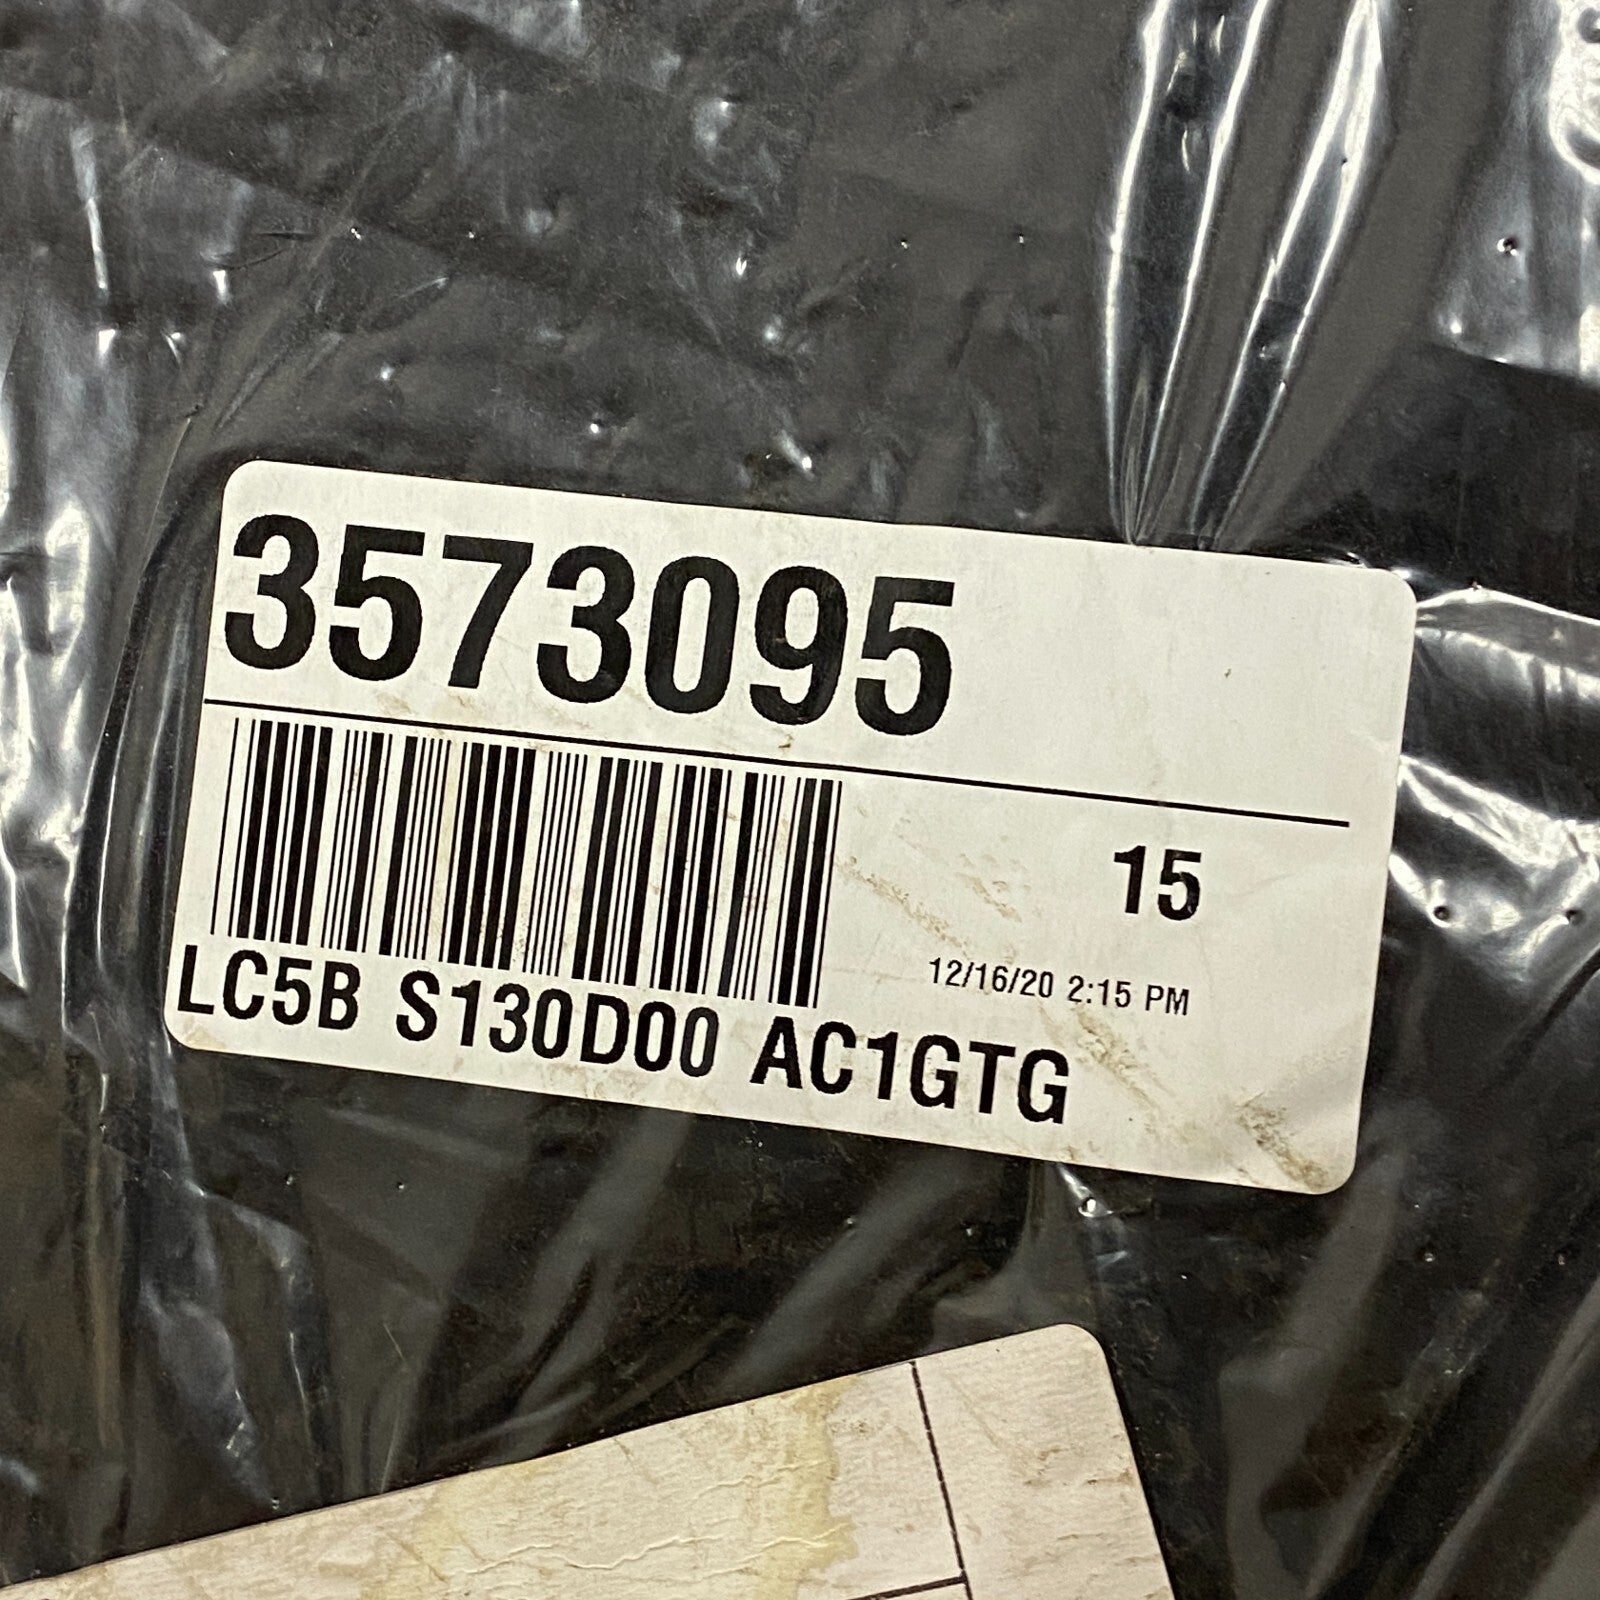 3573095
15
12/16/20 2:15 PM
LC5B S130D00 AC1GTG